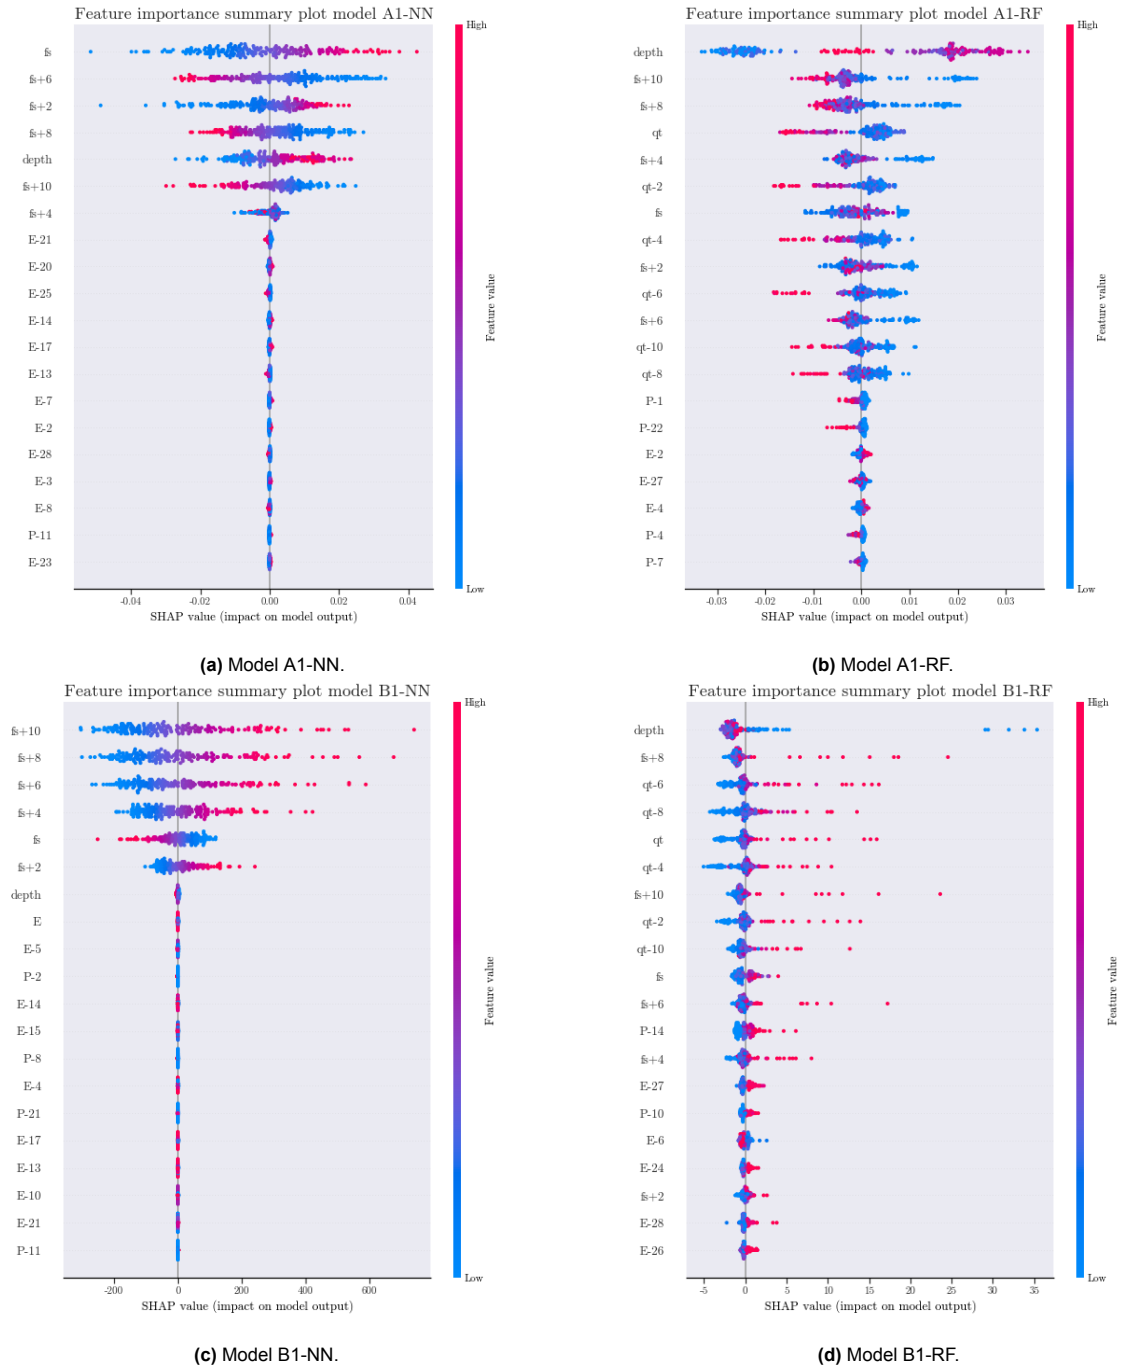 Feature importance summary plot model A1-NN
High
fs
fs+6
fs+2
fs+8
depth
fs+10
fs+4
E-21
E-20
E-25
E-14
E-17
E-13
E-7
E-2
E-28
E-3
E-8
P-11
E-23
Feature value
Low
-0.04 -0.02 0.00 0.02 0.04
SHAP value (impact on model output)
(a) Model A1-NN.
Feature importance summary plot model A1-RF
High
depth
fs+10
fs+8
qt
fs+4
qt-2
fs
qt-4
fs+2
qt-6
fs+6
qt-10
qt-8
P-1
P-22
E-2
E-27
E-4
P-4
P-7
Feature value
Low
-0.03 -0.02 -0.01 0.00 0.01 0.02 0.03
SHAP value (impact on model output)
(b) Model A1-RF.
Feature importance summary plot model B1-NN
High
fs+10
fs+8
fs+6
fs+4
fs
fs+2
depth
E
E-5
P-2
E-14
E-15
P-8
E-4
P-21
E-17
E-13
E-10
E-21
P-11
Feature value
Low
-200 0 200 400 600
SHAP value (impact on model output)
(c) Model B1-NN.
Feature importance summary plot model B1-RF
High
depth
fs+8
qt-6
qt-8
qt
qt-4
fs+10
qt-2
qt-10
fs
fs+6
P-14
fs+4
E-27
P-10
E-6
E-24
fs+2
E-28
E-26
Feature value
Low
-5 0 5 10 15 20 25 30 35
SHAP value (impact on model output)
(d) Model B1-RF.